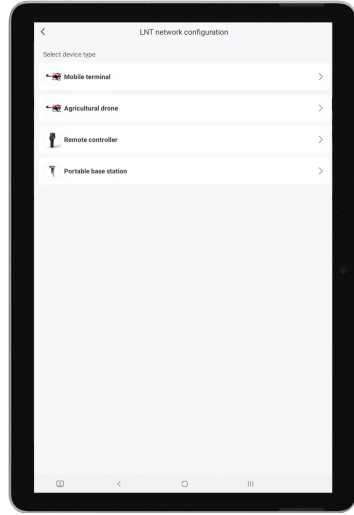 LNT network configuration
Select device type
Mobile terminal
Agricultural drone
Remote controller
Portable base station